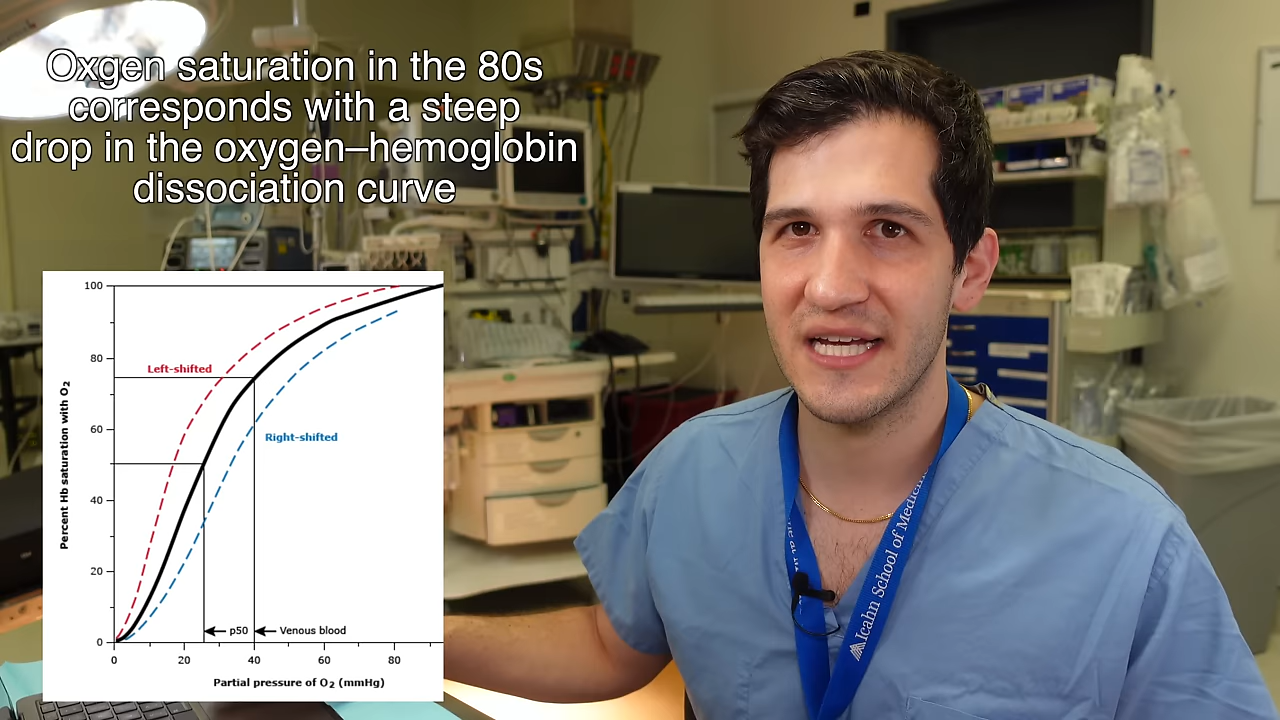 Oxgen saturation in the 80s
corresponds with a steep
drop in the oxygen–hemoglobin
dissociation curve
100
80
60
40
20
0
Percent Hb saturation with O₂
Left-shifted
Right-shifted
p50
Venous blood
0 20 40 60 80
Partial pressure of O₂ (mmHg)
Icahn School of Medicine